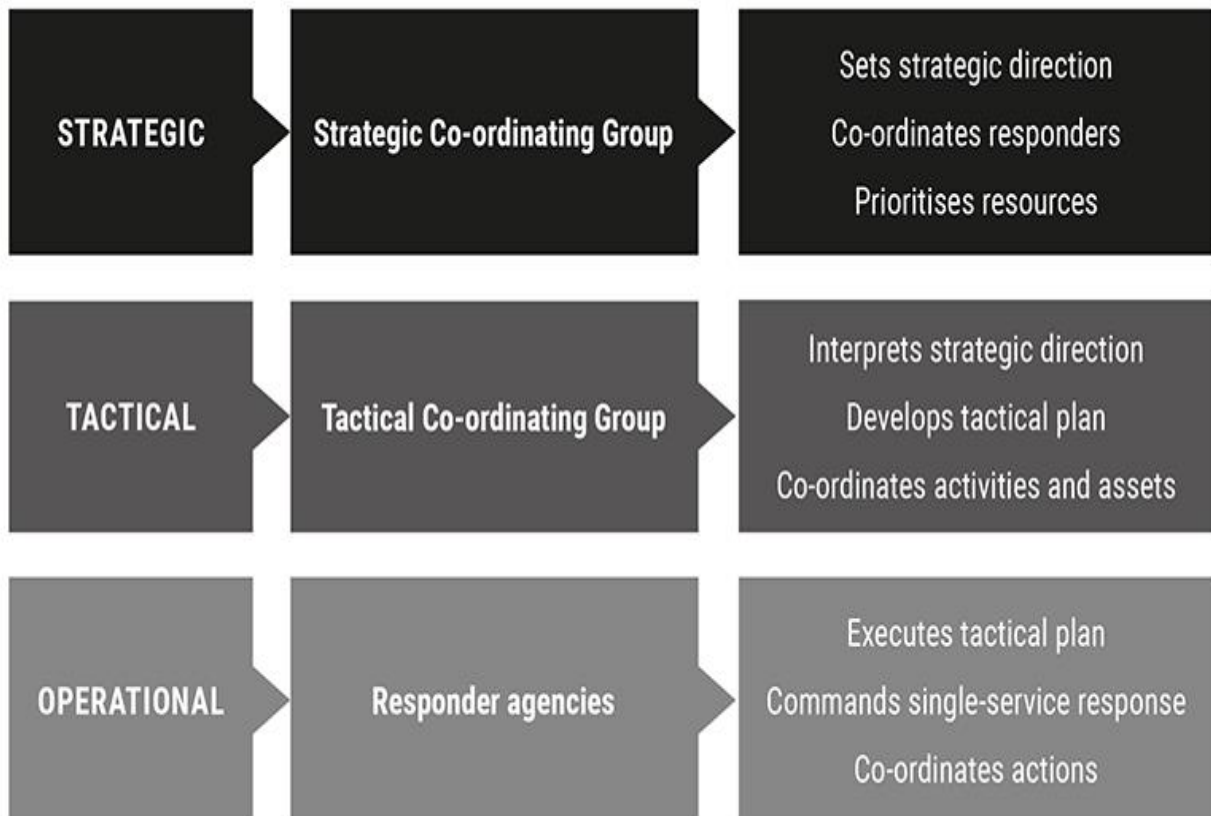 STRATEGIC
Strategic Co-ordinating Group
Sets strategic direction
Co-ordinates responders
Prioritises resources
TACTICAL
Tactical Co-ordinating Group
Interprets strategic direction
Develops tactical plan
Co-ordinates activities and assets
OPERATIONAL
Responder agencies
Executes tactical plan
Commands single-service response
Co-ordinates actions